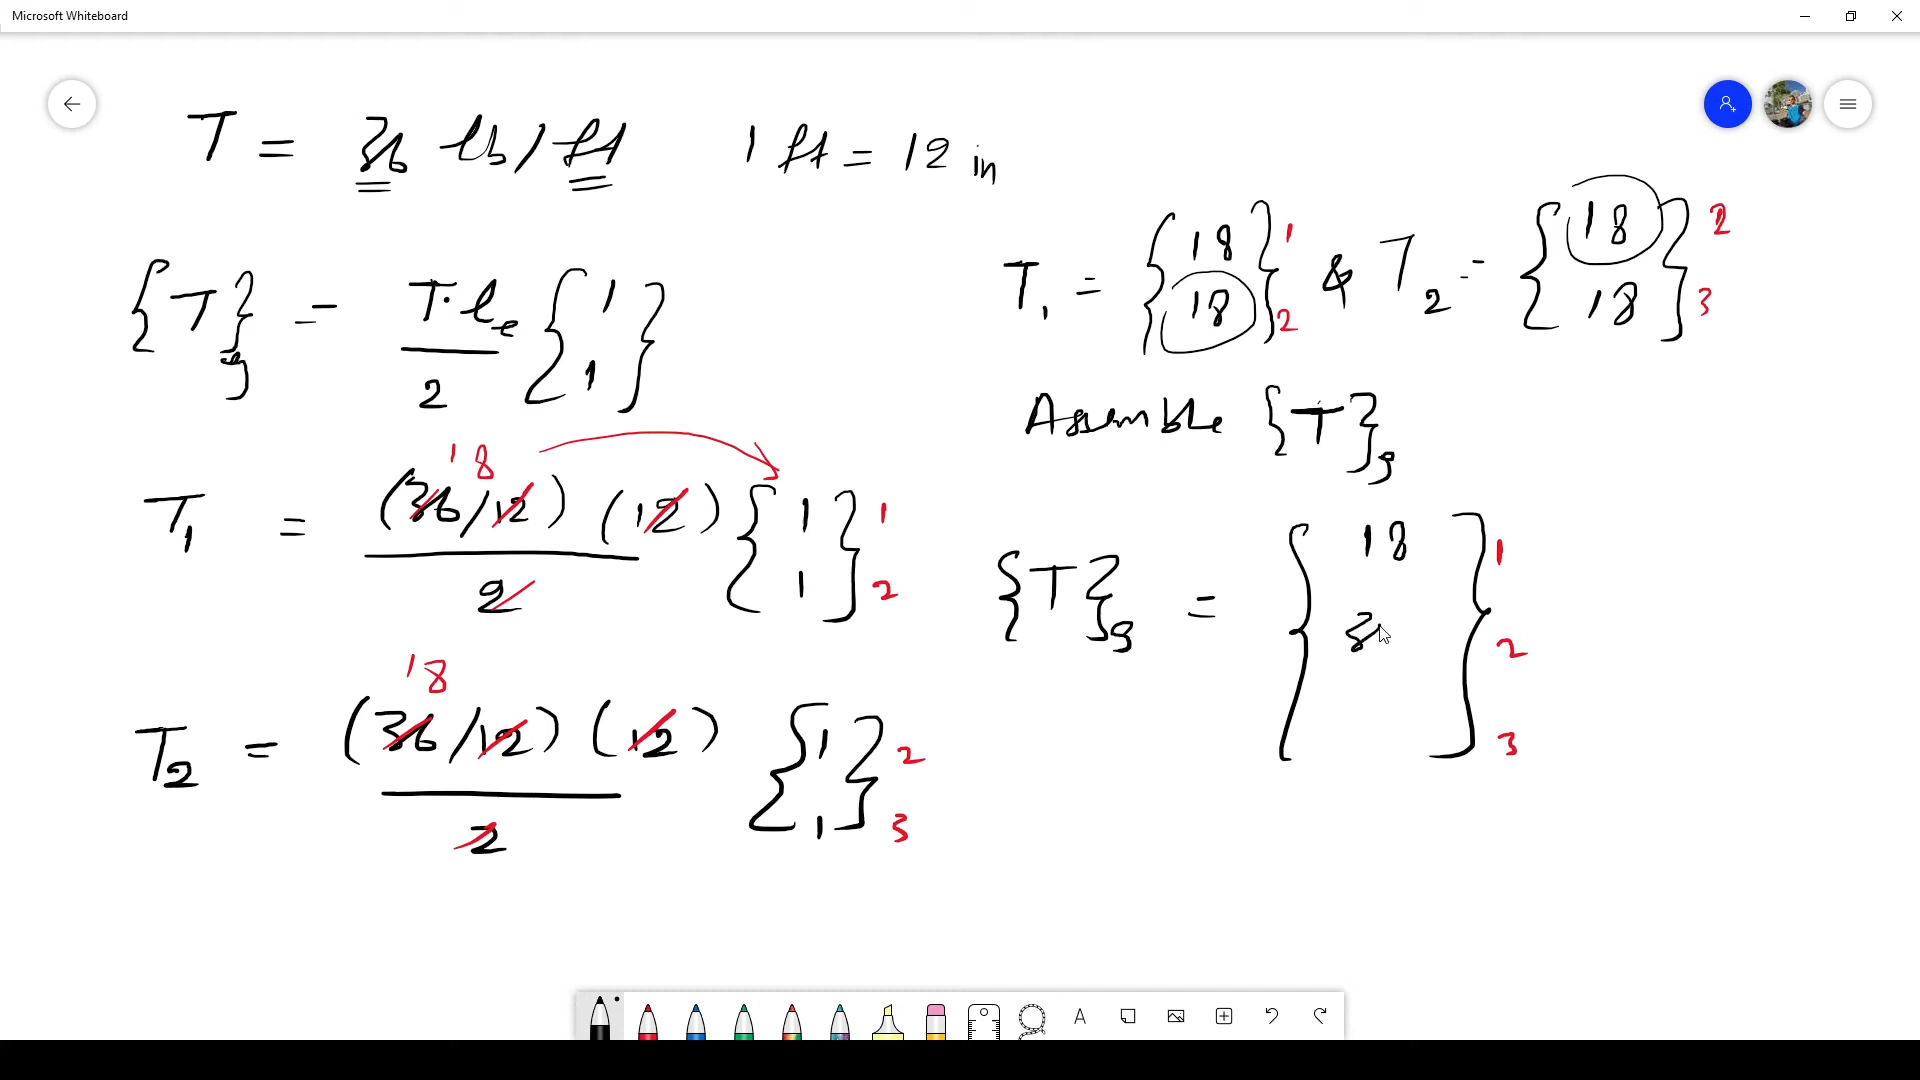 Microsoft Whiteboard
T = 36 lb/ft 1 ft = 12 in
{T}g = T·le/2 {1 1}
T1 = (36/12)(12)/2 {1 1} 1 2
18
T2 = (36/12)(12)/2 {1 1} 2 3
18
T1 = {18 18} 1 2 & T2 = {18 18} 2 3
Assemble {T}g
{T}g = {18 3 } 1 2 3
A